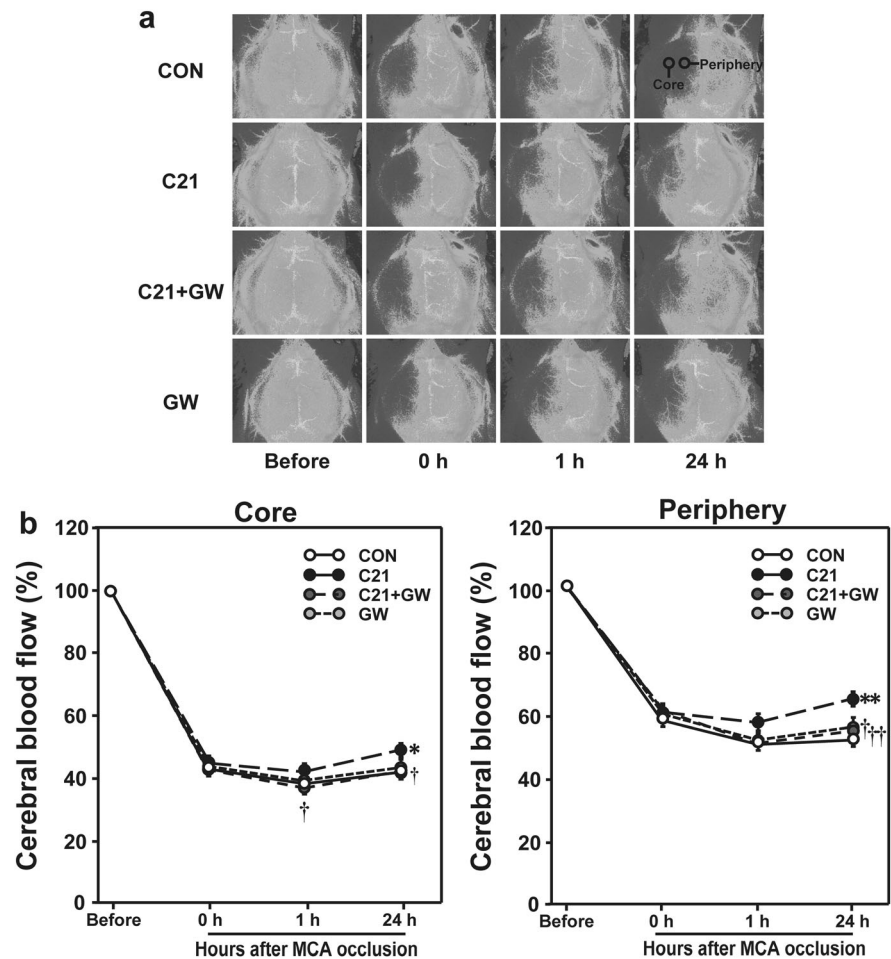 a
CON
Periphery
Core
C21
C21+GW
GW
Before 0 h 1 h 24 h
b
Core
120
100
80
60
40
20
0
Cerebral blood flow (%)
CON
C21
C21+GW
GW
*
†
†
Before 0 h 1 h 24 h
Hours after MCA occlusion
Periphery
120
100
80
60
40
20
0
Cerebral blood flow (%)
CON
C21
C21+GW
GW
**
†
††
Before 0 h 1 h 24 h
Hours after MCA occlusion